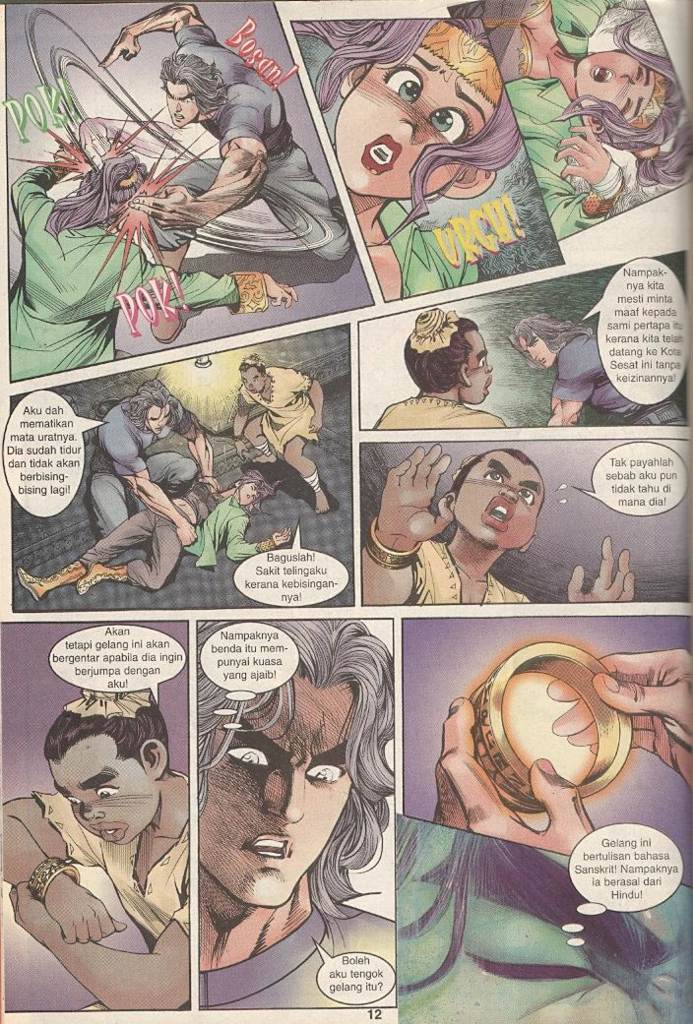 POK!
Bosan!
POK!
URGH!
Nampak-
nya kita
mesti minta
maaf kepada
sami pertapa itu
kerana kita telah
datang ke Kota
Sesat ini tanpa
keizinannya!
Aku dah
mematikan
mata uratnya.
Dia sudah tidur
dan tidak akan
berbising-
bising lagi!
Baguslah!
Sakit telingaku
kerana kebisingan-
nya!
Tak payahlah
sebab aku pun
tidak tahu di
mana dia!
Akan
tetapi gelang ini akan
bergentar apabila dia ingin
berjumpa dengan
aku!
Nampaknya
benda itu mem-
punyai kuasa
yang ajaib!
Boleh
aku tengok
gelang itu?
Gelang ini
bertulisan bahasa
Sanskrit! Nampaknya
ia berasal dari
Hindu!
12